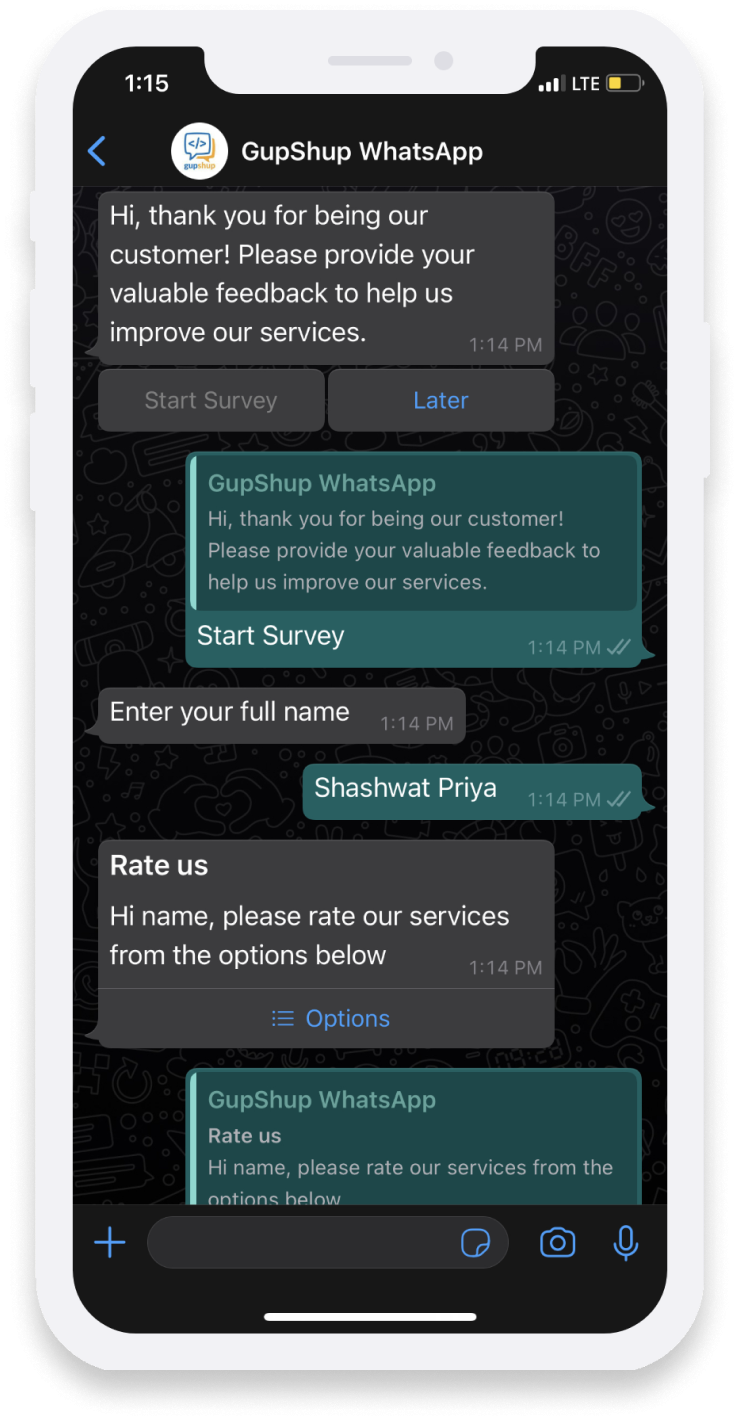 1:15
LTE
</>
gupshup
GupShup WhatsApp
Hi, thank you for being our
customer! Please provide your
valuable feedback to help us
improve our services.
1:14 PM
Start Survey
Later
GupShup WhatsApp
Hi, thank you for being our customer!
Please provide your valuable feedback to
help us improve our services.
Start Survey
1:14 PM
Enter your full name
1:14 PM
Shashwat Priya
1:14 PM
Rate us
Hi name, please rate our services
from the options below
1:14 PM
Options
GupShup WhatsApp
Rate us
Hi name, please rate our services from the
options below
BFF
09:20